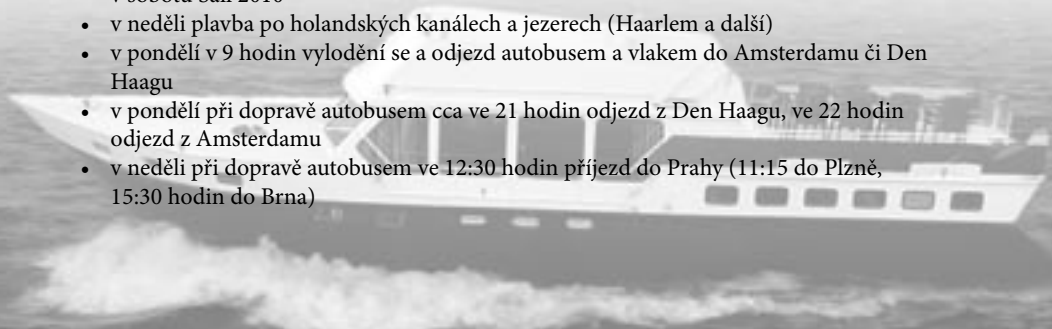 • v sobotu Sail 2010
• v neděli plavba po holandských kanálech a jezerech (Haarlem a další)
• v pondělí v 9 hodin vylodění se a odjezd autobusem a vlakem do Amsterdamu či Den
Haagu
• v pondělí při dopravě autobusem cca ve 21 hodin odjezd z Den Haagu, ve 22 hodin
odjezd z Amsterdamu
• v neděli při dopravě autobusem ve 12:30 hodin příjezd do Prahy (11:15 do Plzně,
15:30 hodin do Brna)